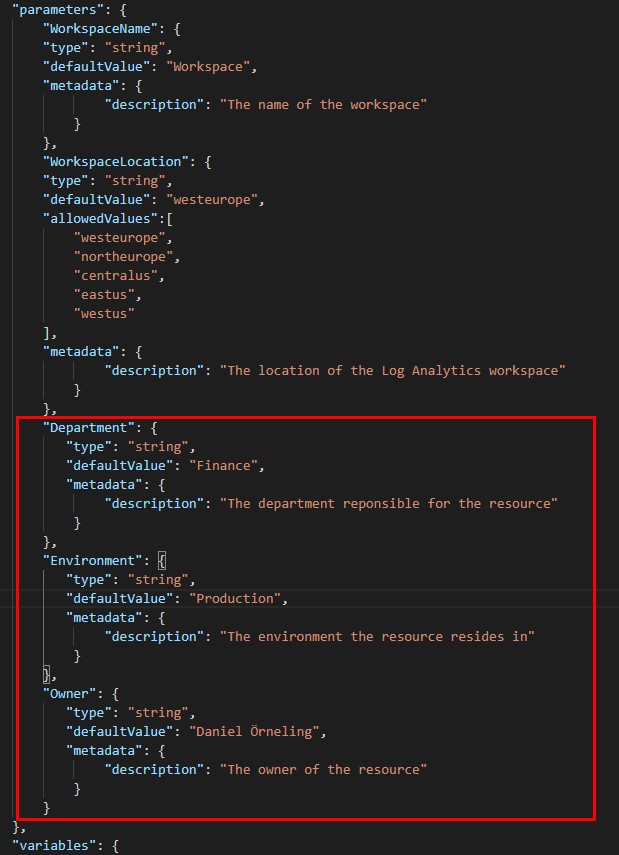 "parameters": {
"WorkspaceName": {
"type": "string",
"defaultValue": "Workspace",
"metadata": {
"description": "The name of the workspace"
}
},
"WorkspaceLocation": {
"type": "string",
"defaultValue": "westeurope",
"allowedValues":[
"westeurope",
"northeurope",
"centralus",
"eastus",
"westus"
],
"metadata": {
"description": "The location of the Log Analytics workspace"
}
},
"Department": {
"type": "string",
"defaultValue": "Finance",
"metadata": {
"description": "The department reponsible for the resource"
}
},
"Environment": {
"type": "string",
"defaultValue": "Production",
"metadata": {
"description": "The environment the resource resides in"
}
},
"Owner": {
"type": "string",
"defaultValue": "Daniel Örneling",
"metadata": {
"description": "The owner of the resource"
}
}
},
"variables": {